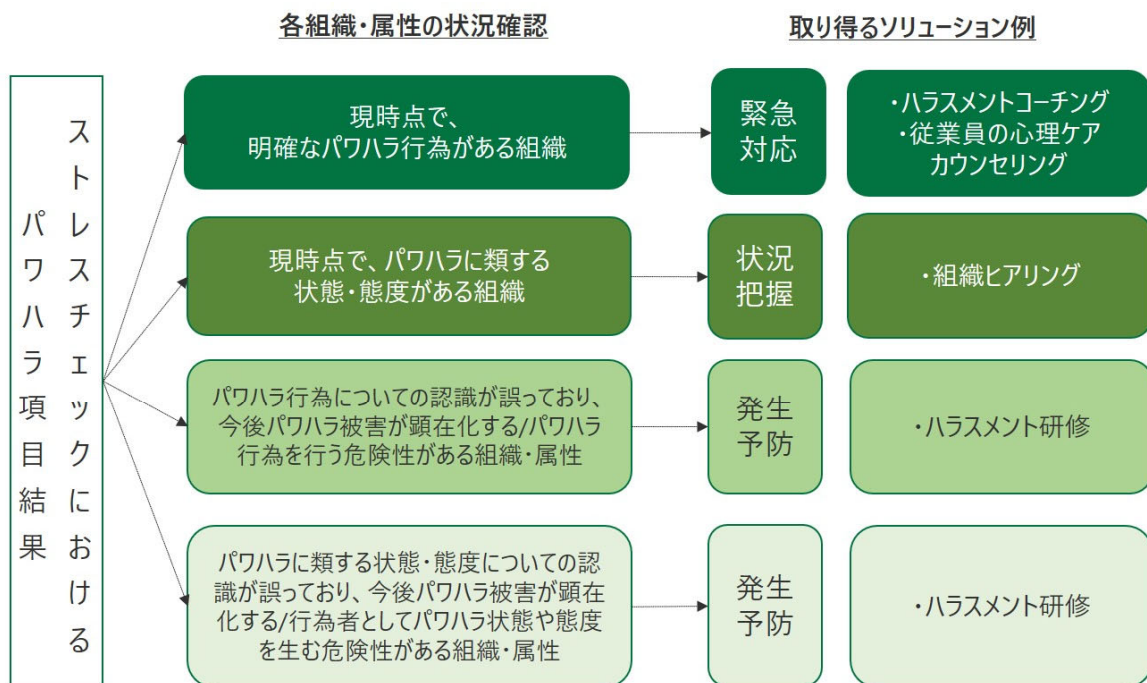 各組織・属性の状況確認
取り得るソリューション例
ストレスチェックにおける
パワハラ項目結果
現時点で、
明確なパワハラ行為がある組織
緊急
対応
・ハラスメントコーチング
・従業員の心理ケア
カウンセリング
現時点で、パワハラに類する
状態・態度がある組織
状況
把握
・組織ヒアリング
パワハラ行為についての認識が誤っており、
今後パワハラ被害が顕在化する/パワハラ
行為を行う危険性がある組織・属性
発生
予防
・ハラスメント研修
パワハラに類する状態・態度についての認
識が誤っており、今後パワハラ被害が顕在
化する/行為者としてパワハラ状態や態度
を生む危険性がある組織・属性
発生
予防
・ハラスメント研修